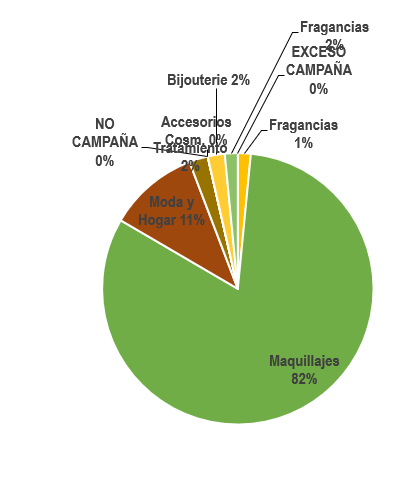 Fragancias
2%
EXCESO
CAMPAÑA
0%
Bijouterie 2%
Accesorios
Cosm. 0%
NO
CAMPAÑA
0%
Tratamiento
2%
Fragancias
1%
Moda y
Hogar 11%
Maquillajes
82%